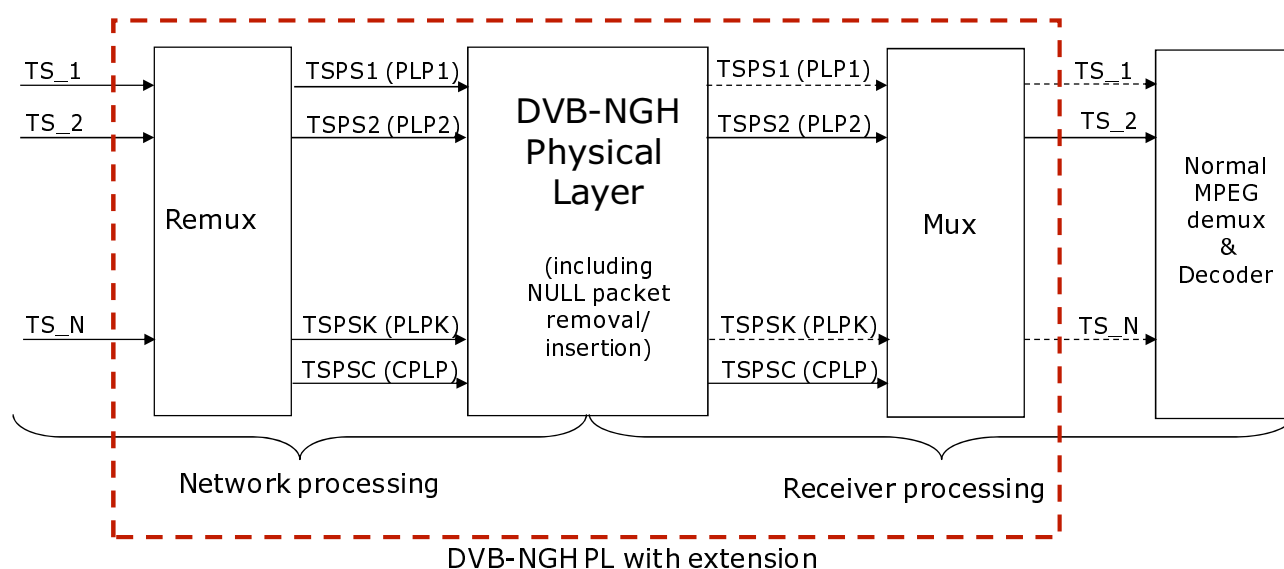 TS_1
TS_2
TS_N
Remux
TSPS1 (PLP1)
TSPS2 (PLP2)
TSPSK (PLPK)
TSPSC (CPLP)
DVB-NGH
Physical
Layer
(including
NULL packet
removal/
insertion)
TSPS1 (PLP1)
TSPS2 (PLP2)
TSPSK (PLPK)
TSPSC (CPLP)
Mux
TS_1
TS_2
TS_N
Normal
MPEG
demux
&
Decoder
Network processing
Receiver processing
DVB-NGH PL with extension